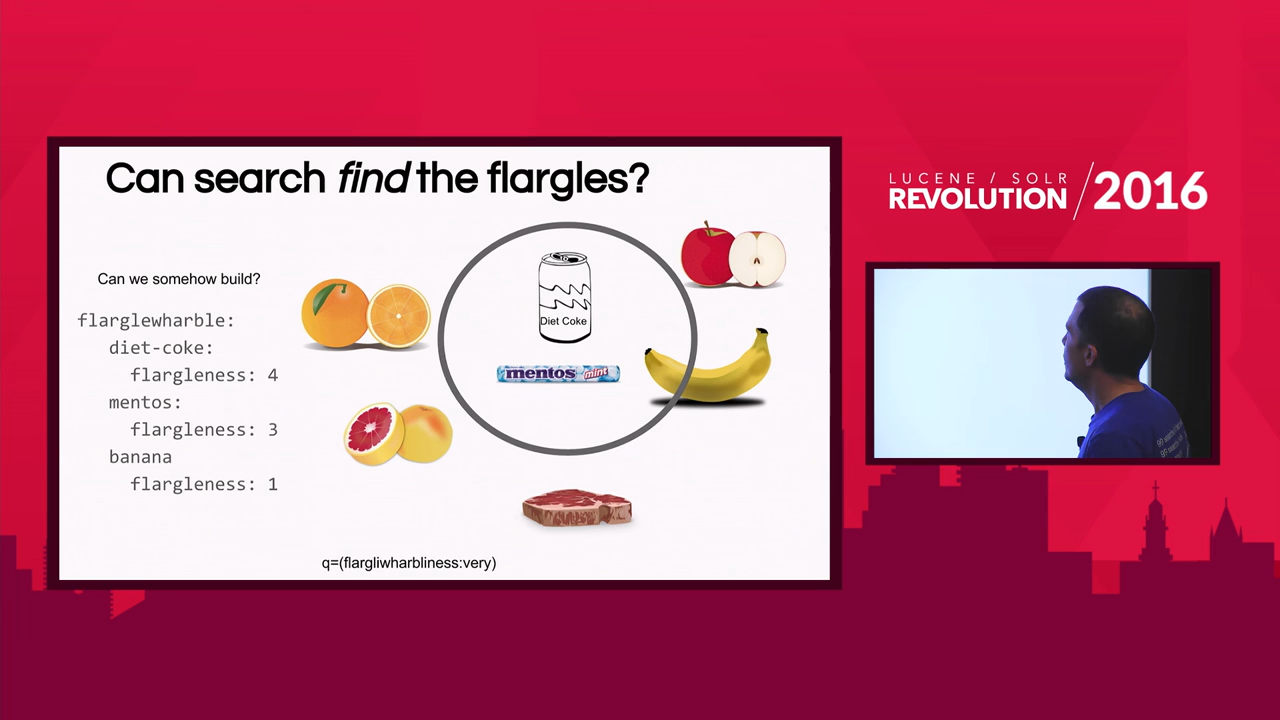 Can search find the flargles?
Can we somehow build?
flarglewharble:
diet-coke:
flargleness: 4
mentos:
flargleness: 3
banana
flargleness: 1
Diet Coke
mentos mint
q=(flargliwharbliness:very)
LUCENE / SOLR
REVOLUTION
2016